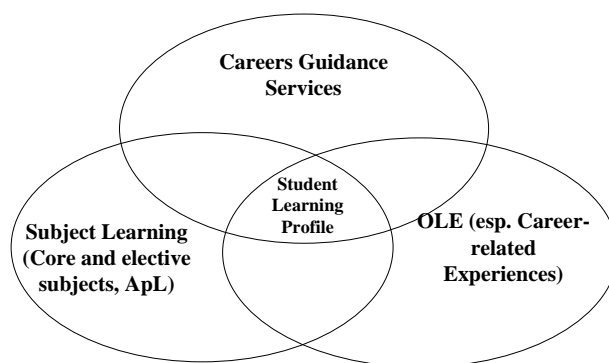 Careers Guidance
Services
Student
Learning
Profile
Subject Learning
(Core and elective
subjects, ApL)
OLE (esp. Career-
related
Experiences)